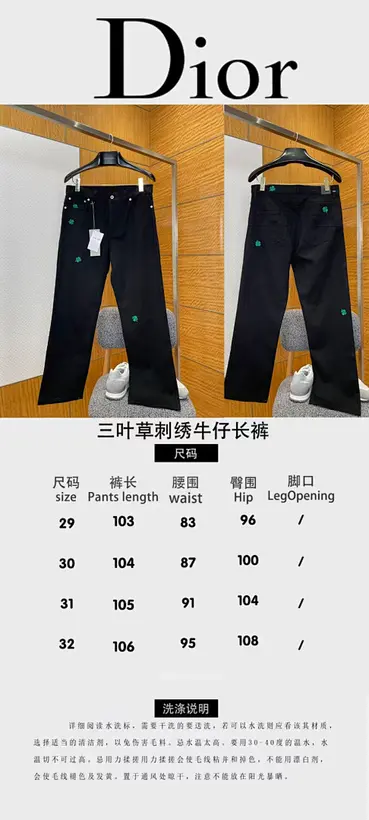 Dior
三叶草刺绣牛仔长裤
尺码
尺码 裤长 腰围 臀围 脚口
size Pants length waist Hip LegOpening
29 103 83 96 /
30 104 87 100 /
31 105 91 104 /
32 106 95 108 /
洗涤说明
详细阅读水洗标，需要干洗的要送洗，若可以水洗则应看该其材质，
选择适当的清洁剂，以免伤害毛料。忌水温太高。要用30-40度的温水，水
温切不可过高，忌用力揉搓用力揉搓会使毛线粘并和掉色。不能用漂白剂，
会使毛线褪色及发黄。置于通风处晾干，注意不能放在阳光暴晒。